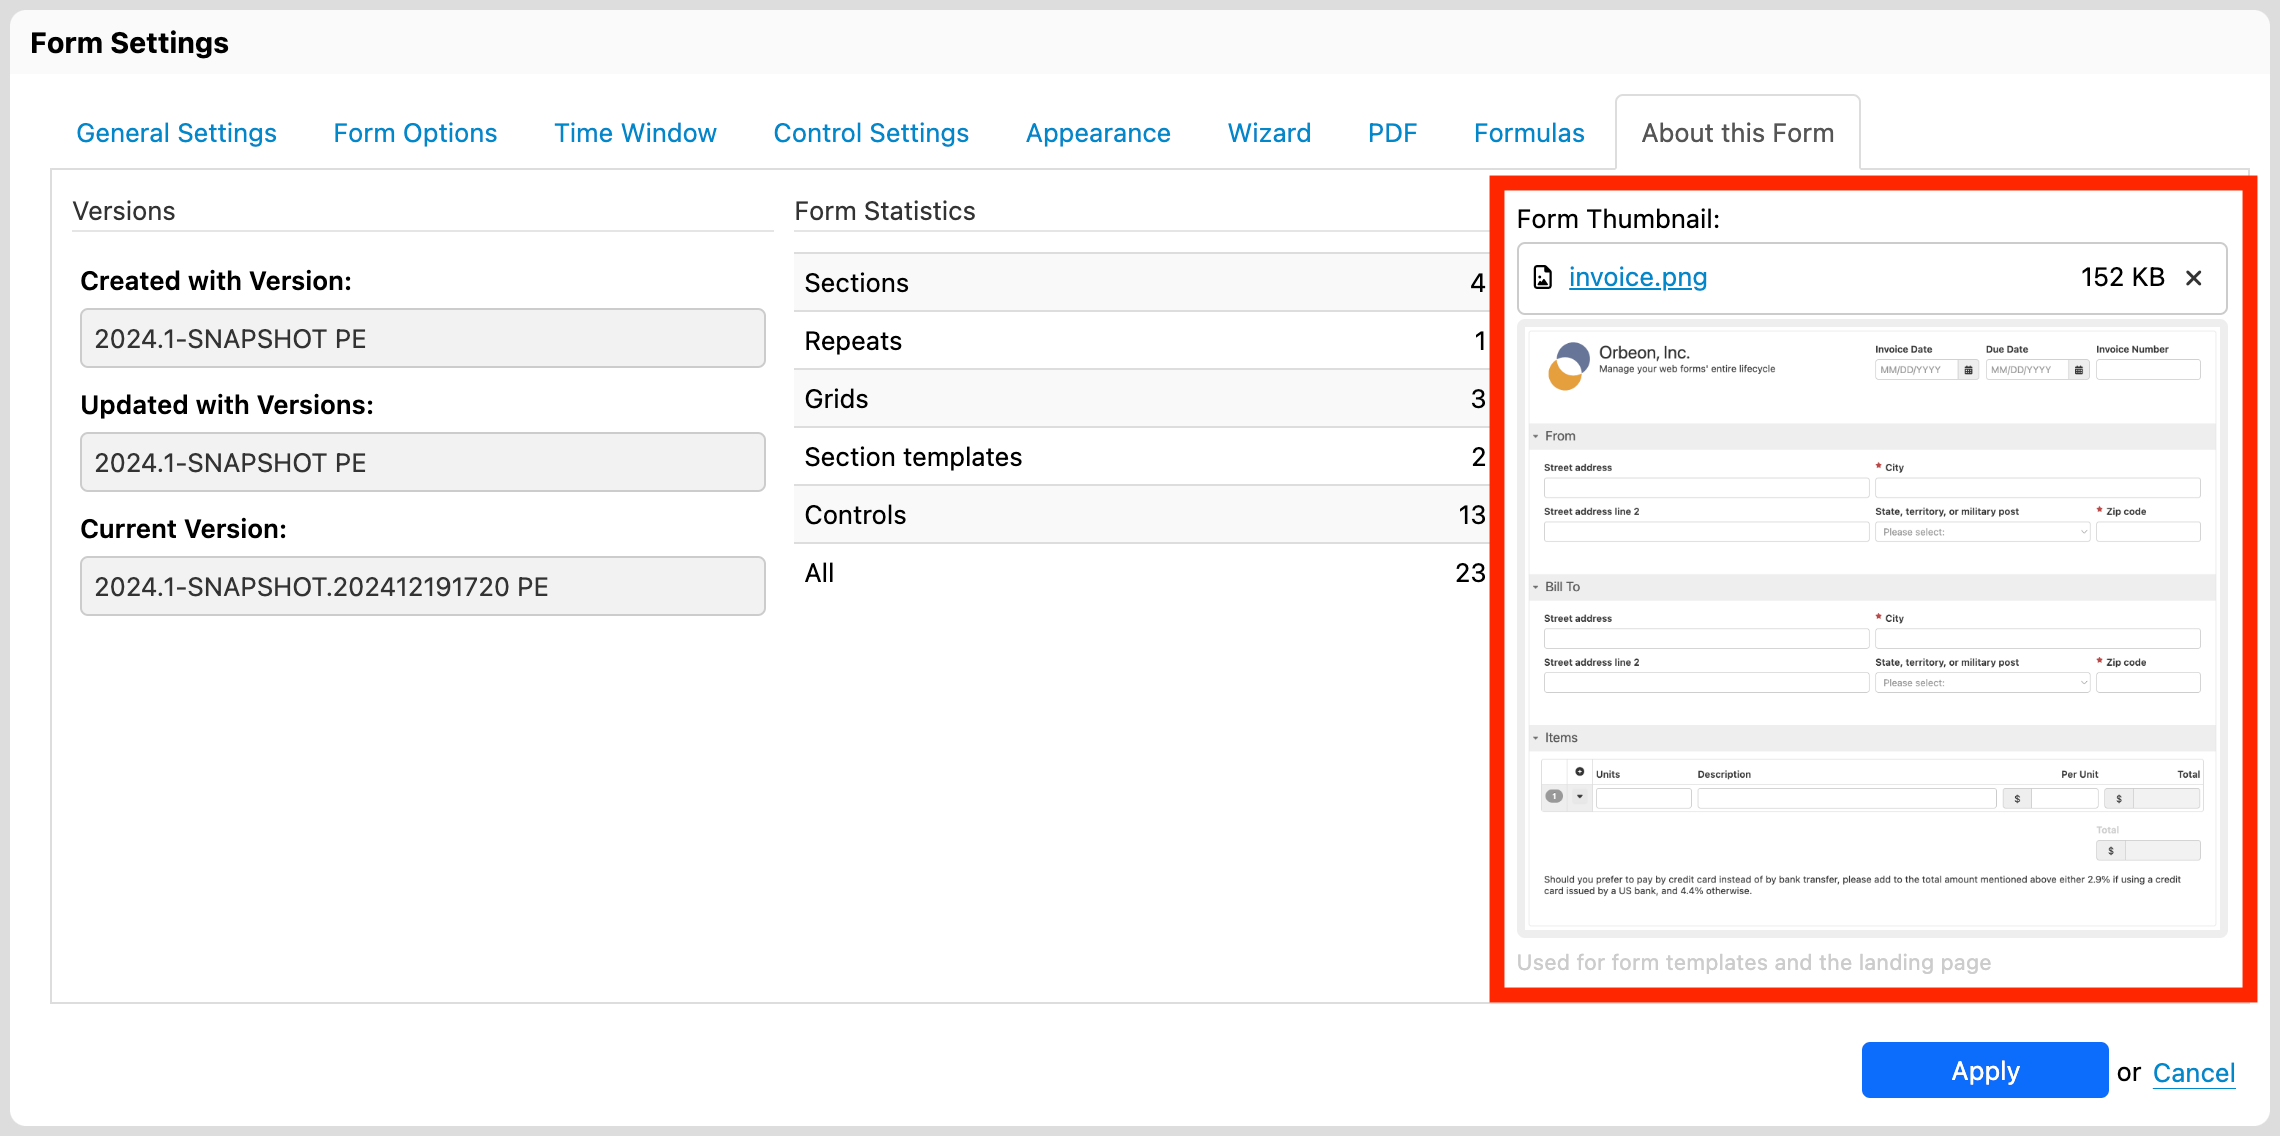 Form Settings
General Settings
Form Options
Time Window
Control Settings
Appearance
Wizard
PDF
Formulas
About this Form
Versions
Created with Version:
2024.1-SNAPSHOT PE
Updated with Versions:
2024.1-SNAPSHOT PE
Current Version:
2024.1-SNAPSHOT.202412191720 PE
Form Statistics
Sections 4
Repeats 1
Grids 3
Section templates 2
Controls 13
All 23
Form Thumbnail:
invoice.png 152 KB ×
Orbeon, Inc.
Manage your web forms' entire lifecycle
Invoice Date Due Date Invoice Number
MM/DD/YYYY MM/DD/YYYY
From
Street address * City
Street address line 2 State, territory, or military post * Zip code
Please select:
Bill To
Street address * City
Street address line 2 State, territory, or military post * Zip code
Please select:
Items
Units Description Per Unit Total
1 $ $
Total
$
Should you prefer to pay by credit card instead of by bank transfer, please add to the total amount mentioned above either 2.9% if using a credit
card issued by a US bank, and 4.4% otherwise.
Used for form templates and the landing page
Apply or Cancel